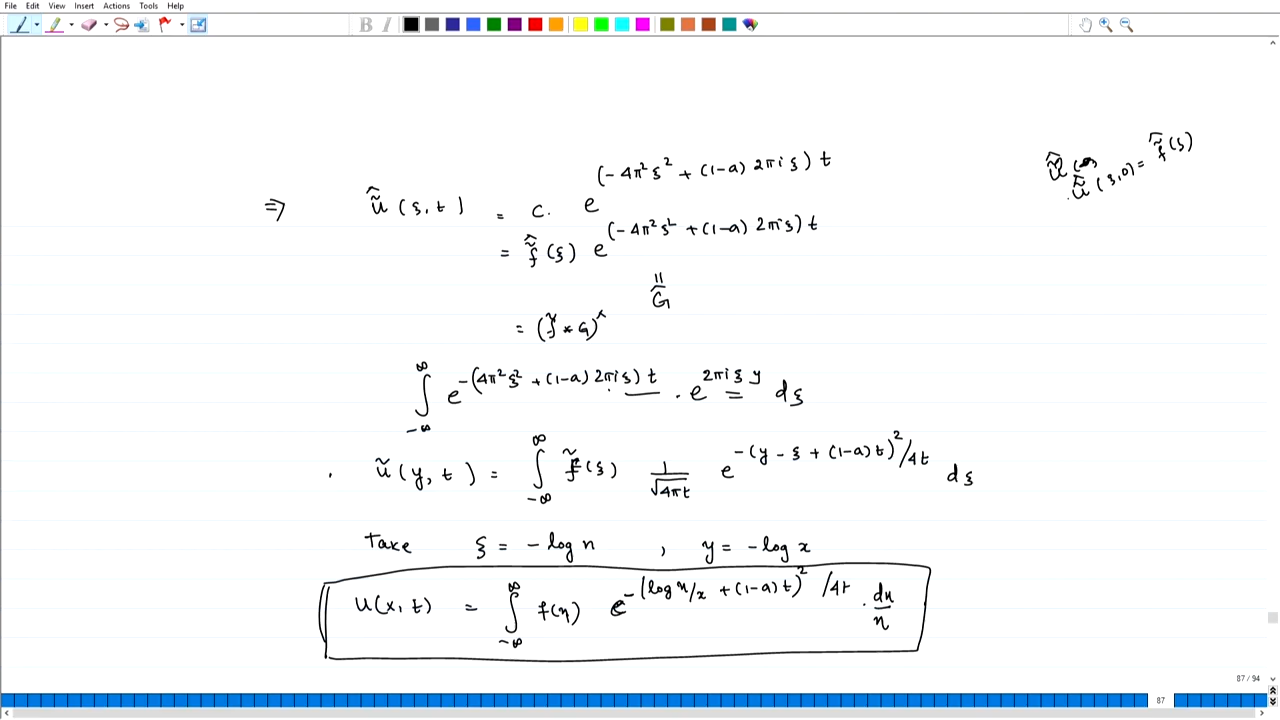 File Edit View Insert Actions Tools Help
B I
⇒ û̃(ξ,t) = c. e^{(-4π²ξ² + (1-a) 2πiξ) t}
û̃(ξ,0) = f̃̂(ξ)
= f̃̂(ξ) e^{(-4π²ξ² + (1-a) 2πiξ) t}
"
Ĝ
= (f̃ * G)^
∫_{-∞}^{∞} e^{-(4π²ξ² + (1-a) 2πiξ) t} . e^{2πiξy} dξ
. ũ(y,t) = ∫_{-∞}^{∞} f̃(ξ) 1/√4πt e^{-(y - ξ + (1-a)t)²/4t} dξ
Take ξ = -log η , y = -log x
u(x,t) = ∫_{-∞}^{∞} f(η) e^{-(log η/x + (1-a)t)²/4t} . dη/η
87 / 94
87